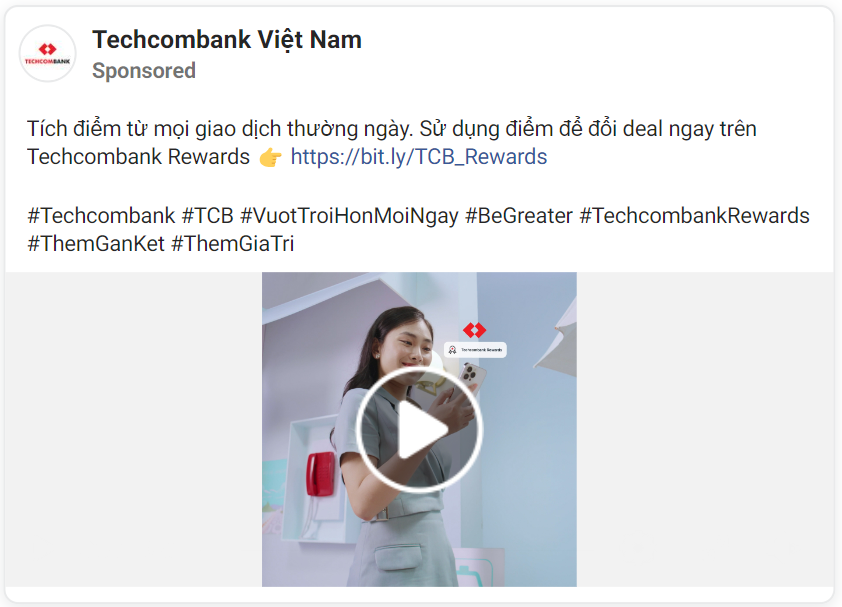 TECHCOMBANK
Techcombank Việt Nam
Sponsored
Tích điểm từ mọi giao dịch thường ngày. Sử dụng điểm để đổi deal ngay trên
Techcombank Rewards 👉 https://bit.ly/TCB_Rewards
#Techcombank #TCB #VuotTroiHonMoiNgay #BeGreater #TechcombankRewards
#ThemGanKet #ThemGiaTri
Techcombank Rewards